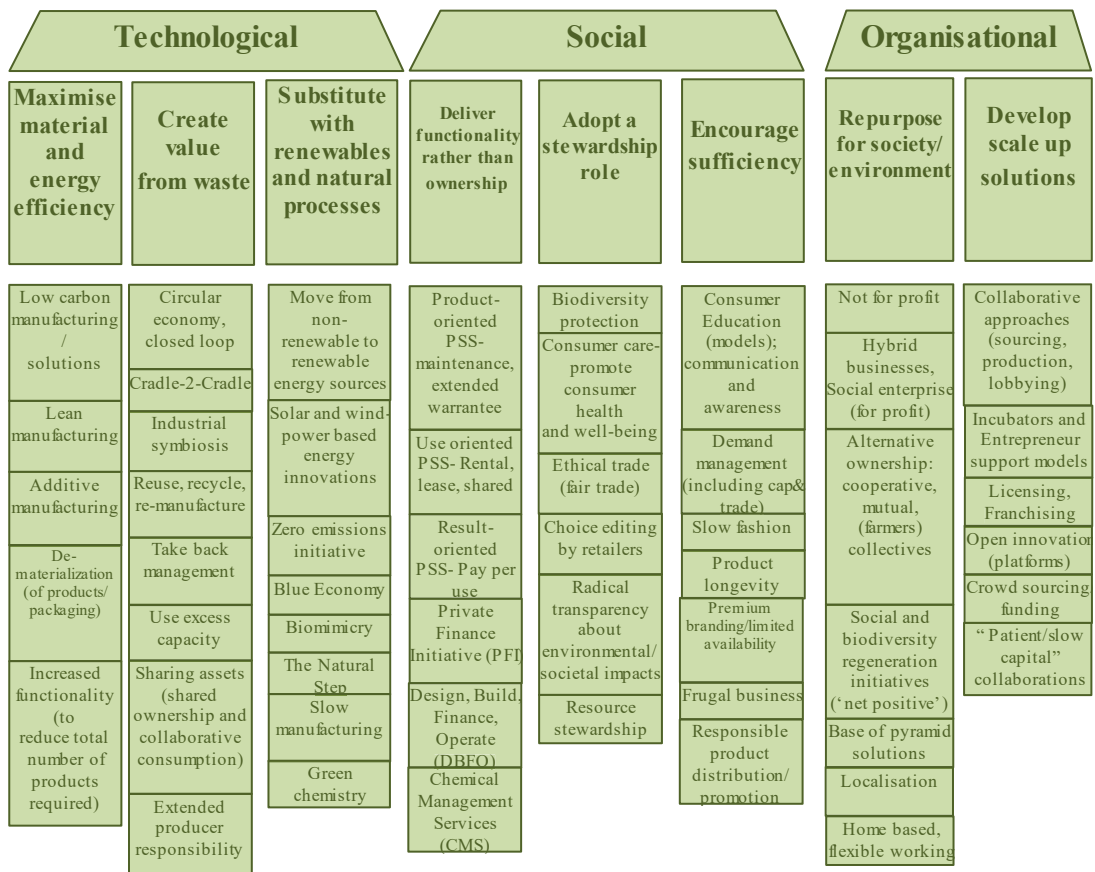 Technological
Social
Organisational
Maximise
material
and
energy
efficiency
Create
value
from waste
Substitute
with
renewables
and natural
processes
Deliver
functionality
rather than
ownership
Adopt a
stewardship
role
Encourage
sufficiency
Repurpose
for society/
environment
Develop
scale up
solutions
Low carbon
manufacturing
/
solutions
Lean
manufacturing
Additive
manufacturing
De-
materialization
(of products/
packaging)
Increased
functionality
(to
reduce total
number of
products
required)
Circular
economy,
closed loop
Cradle-2-Cradle
Industrial
symbiosis
Reuse, recycle,
re-manufacture
Take back
management
Use excess
capacity
Sharing assets
(shared
ownership and
collaborative
consumption)
Extended
producer
responsibility
Move from
non-
renewable to
renewable
energy sources
Solar and wind-
power based
energy
innovations
Zero emissions
initiative
Blue Economy
Biomimicry
The Natural
Step
Slow
manufacturing
Green
chemistry
Product-
oriented
PSS-
maintenance,
extended
warrantee
Use oriented
PSS- Rental,
lease, shared
Result-
oriented
PSS- Pay per
use
Private
Finance
Initiative (PFI)
Design, Build,
Finance,
Operate
(DBFO)
Chemical
Management
Services
(CMS)
Biodiversity
protection
Consumer care-
promote
consumer
health
and well-being
Ethical trade
(fair trade)
Choice editing
by retailers
Radical
transparency
about
environmental/
societal impacts
Resource
stewardship
Consumer
Education
(models);
communication
and
awareness
Demand
management
(including cap&
trade)
Slow fashion
Product
longevity
Premium
branding/limited
availability
Frugal business
Responsible
product
distribution/
promotion
Not for profit
Hybrid
businesses,
Social enterprise
(for profit)
Alternative
ownership:
cooperative,
mutual,
(farmers)
collectives
Social and
biodiversity
regeneration
initiatives
(‘net positive’)
Base of pyramid
solutions
Localisation
Home based,
flexible working
Collaborative
approaches
(sourcing,
production,
lobbying)
Incubators and
Entrepreneur
support models
Licensing,
Franchising
Open innovation
(platforms)
Crowd sourcing/
funding
“ Patient/slow
capital”
collaborations